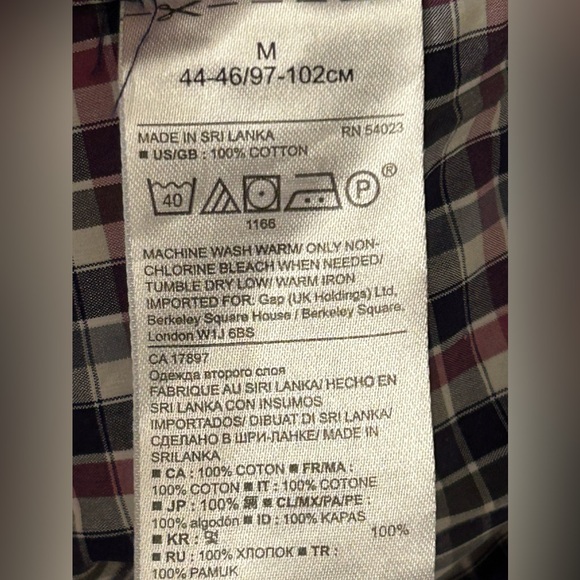 M
44-46/97-102см
MADE IN SRI LANKA RN 54023
■ US/GB : 100% COTTON
40 P ®
1166
MACHINE WASH WARM/ ONLY NON-
CHLORINE BLEACH WHEN NEEDED/
TUMBLE DRY LOW/ WARM IRON
IMPORTED FOR: Gap (UK Holdings) Ltd,
Berkeley Square House / Berkeley Square,
London W1J 6BS
CA 17897
Одежда второго слоя
FABRIQUE AU SIRI LANKA/ HECHO EN
SRI LANKA CON INSUMOS
IMPORTADOS/ DIBUAT DI SRI LANKA/
СДЕЛАНО В ШРИ-ЛАНКЕ/ MADE IN
SRILANKA
■ CA : 100% COTON ■ FR/MA :
100% COTON ■ IT : 100% COTONE
■ JP : 100% 綿 ■ CL/MX/PA/PE :
100% algodón ■ ID : 100% KAPAS
■ KR : 면 100%
■ RU : 100% ХЛОПОК ■ TR :
100% PAMUK